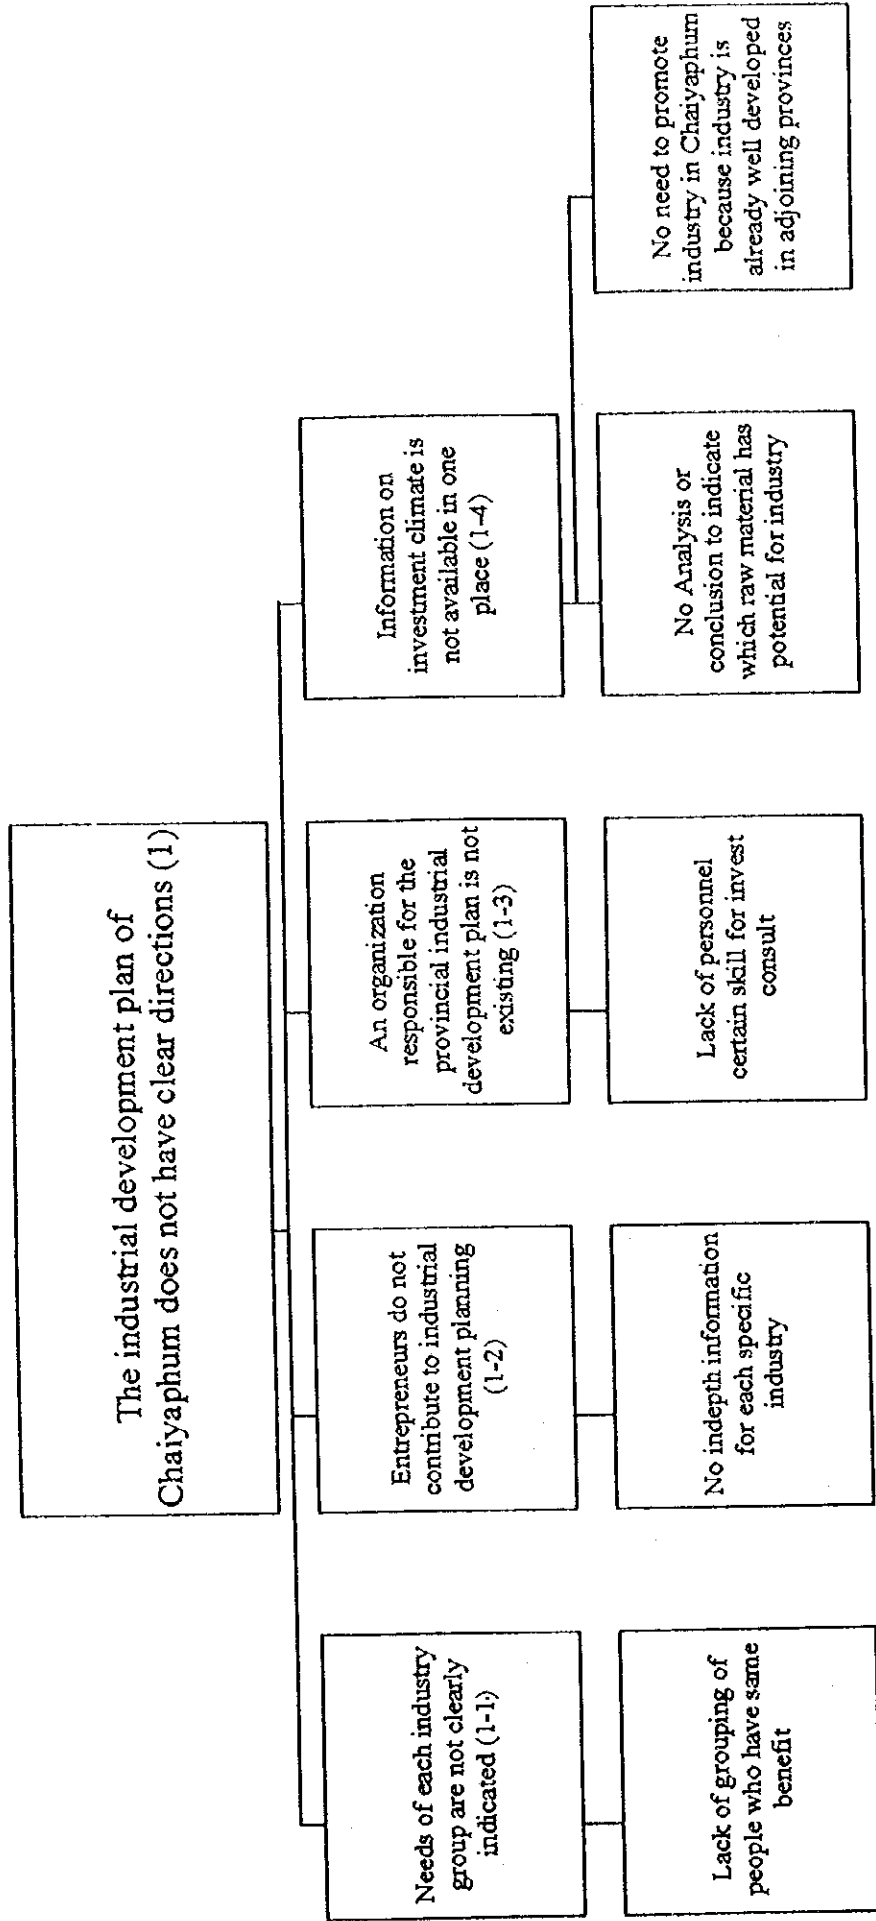 The industrial development plan of
Chaiyaphum does not have clear directions (1)
Needs of each industry
group are not clearly
indicated (1-1)
Entrepreneurs do not
contribute to industrial
development planning
(1-2)
An organization
responsible for the
provincial industrial
development plan is not
existing (1-3)
Information on
investment climate is
not available in one
place (1-4)
Lack of grouping of
people who have same
benefit
No indepth information
for each specific
industry
Lack of personnel
certain skill for invest
consult
No Analysis or
conclusion to indicate
which raw material has
potential for industry
No need to promote
industry in Chaiyaphum
because industry is
already well developed
in adjoining provinces